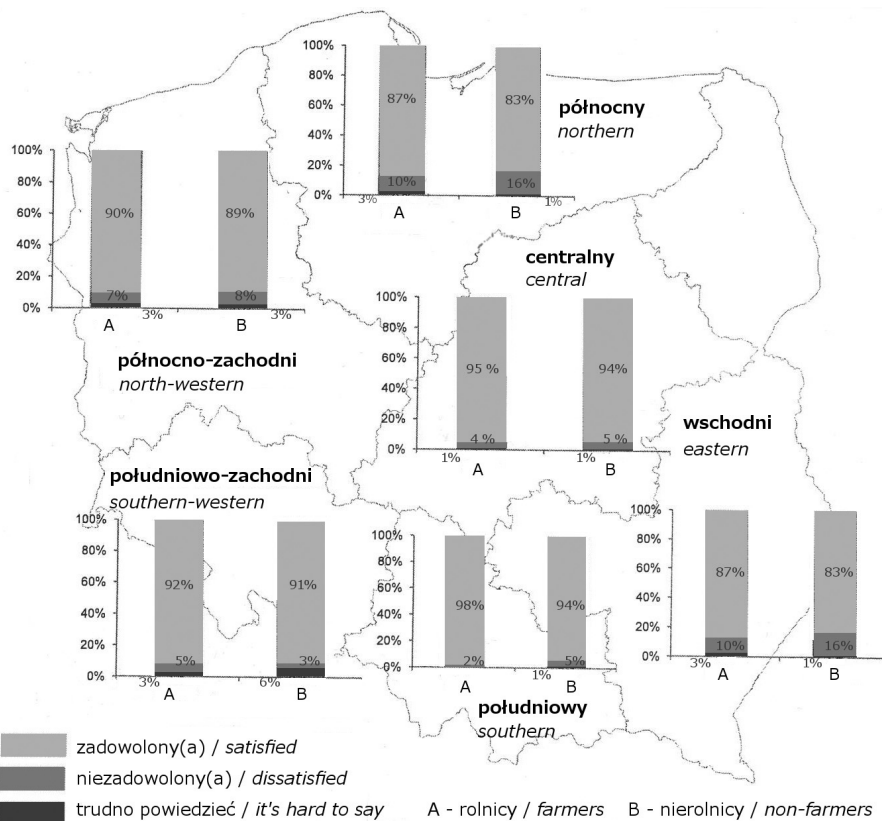 100%
80%
60%
40%
20%
0%
87%
10%
3%
A
83%
16%
1%
B
północny
northern
100%
80%
60%
40%
20%
0%
90%
7%
3%
A
89%
8%
3%
B
północno-zachodni
north-western
centralny
central
100%
80%
60%
40%
20%
0%
95 %
4 %
1%
A
94%
5 %
1%
B
wschodni
eastern
100%
80%
60%
40%
20%
0%
87%
10%
3%
A
83%
16%
1%
B
południowo-zachodni
southern-western
100%
80%
60%
40%
20%
0%
92%
5%
3%
A
91%
3%
6%
B
100%
80%
60%
40%
20%
0%
98%
2%
A
94%
5%
1%
B
południowy
southern
zadowolony(a) / satisfied
niezadowolony(a) / dissatisfied
trudno powiedzieć / it's hard to say A - rolnicy / farmers B - nierolnicy / non-farmers